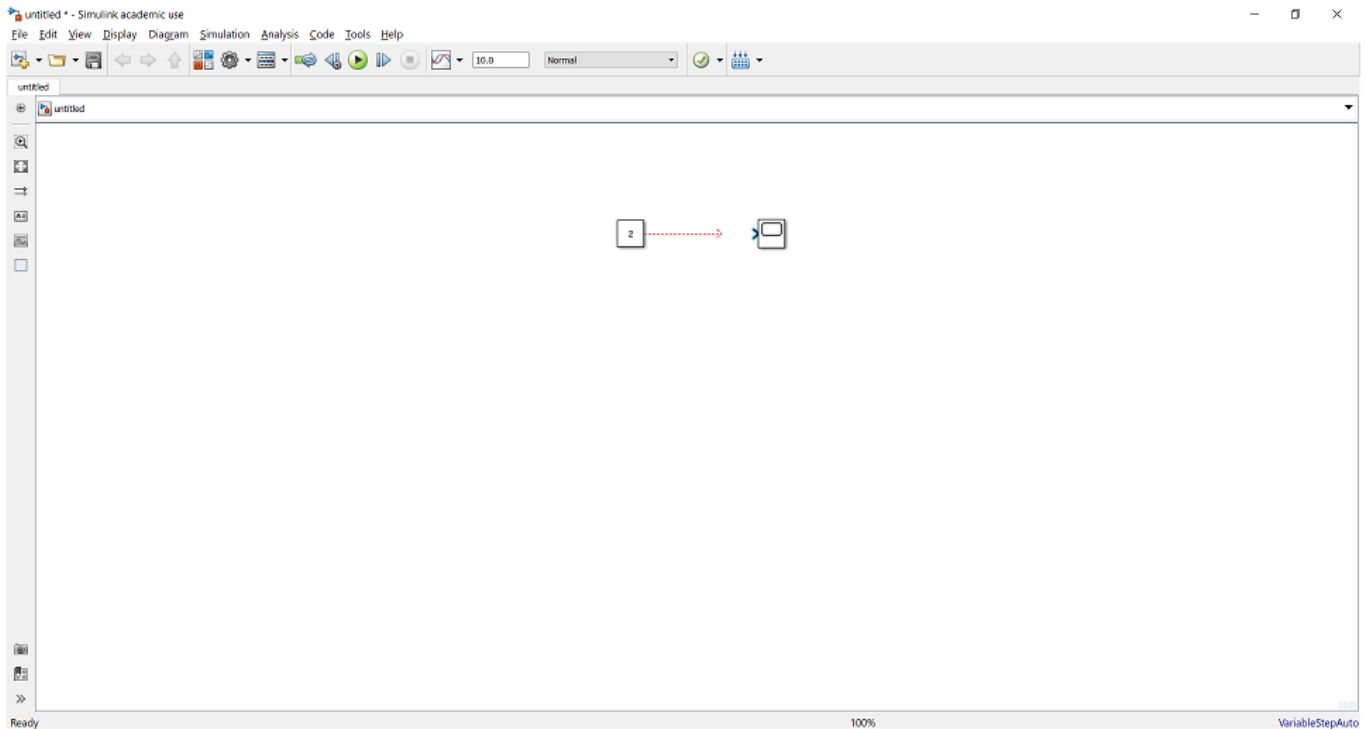 untitled * - Simulink academic use
File Edit View Display Diagram Simulation Analysis Code Tools Help
10.0 Normal
untitled
untitled
2
Ready 100% VariableStepAuto